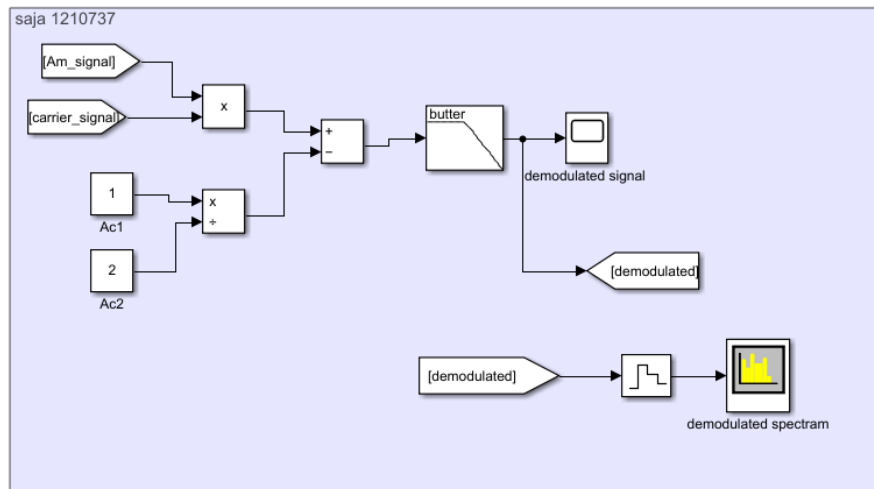 saja 1210737
[Am_signal]
[carrier_signal]
x
+
−
butter
demodulated signal
1
Ac1
x
÷
2
Ac2
[demodulated]
[demodulated]
demodulated spectram